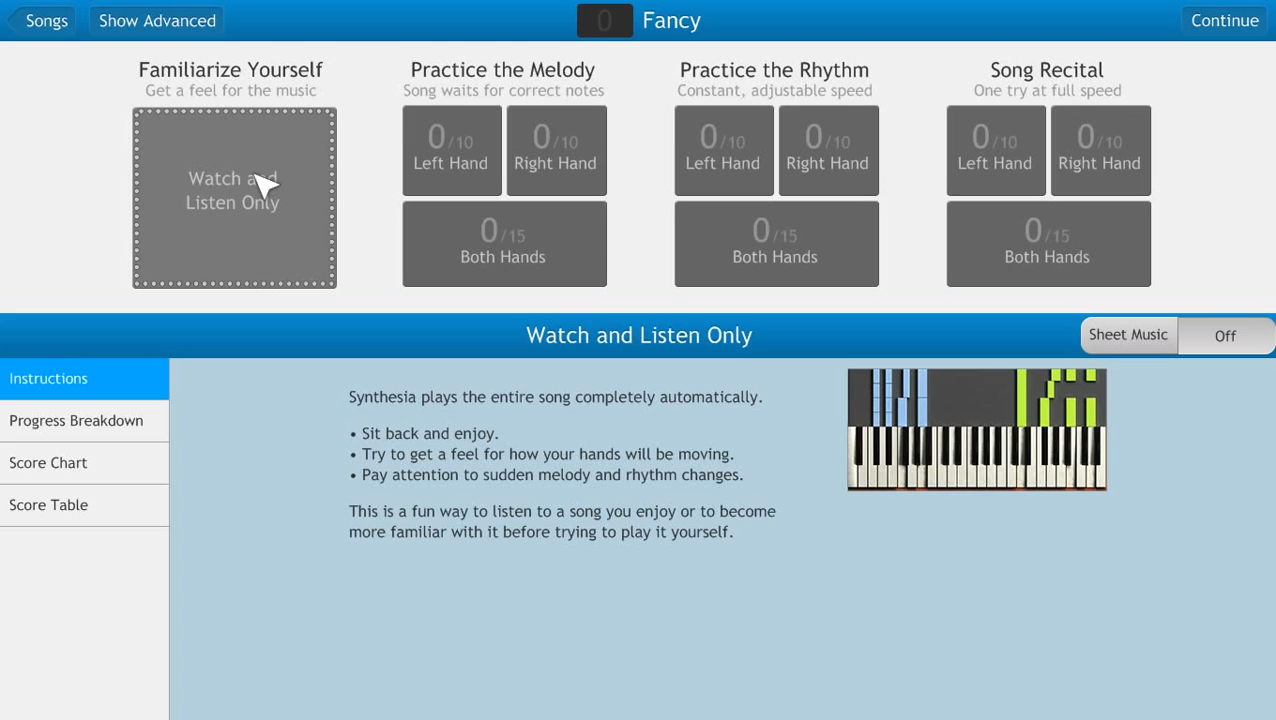 Songs
Show Advanced
0
Fancy
Continue
Familiarize Yourself
Get a feel for the music
Watch and
Listen Only
Practice the Melody
Song waits for correct notes
0/10
Left Hand
0/10
Right Hand
0/15
Both Hands
Practice the Rhythm
Constant, adjustable speed
0/10
Left Hand
0/10
Right Hand
0/15
Both Hands
Song Recital
One try at full speed
0/10
Left Hand
0/10
Right Hand
0/15
Both Hands
Watch and Listen Only
Sheet Music
Off
Instructions
Progress Breakdown
Score Chart
Score Table
Synthesia plays the entire song completely automatically.
• Sit back and enjoy.
• Try to get a feel for how your hands will be moving.
• Pay attention to sudden melody and rhythm changes.
This is a fun way to listen to a song you enjoy or to become
more familiar with it before trying to play it yourself.